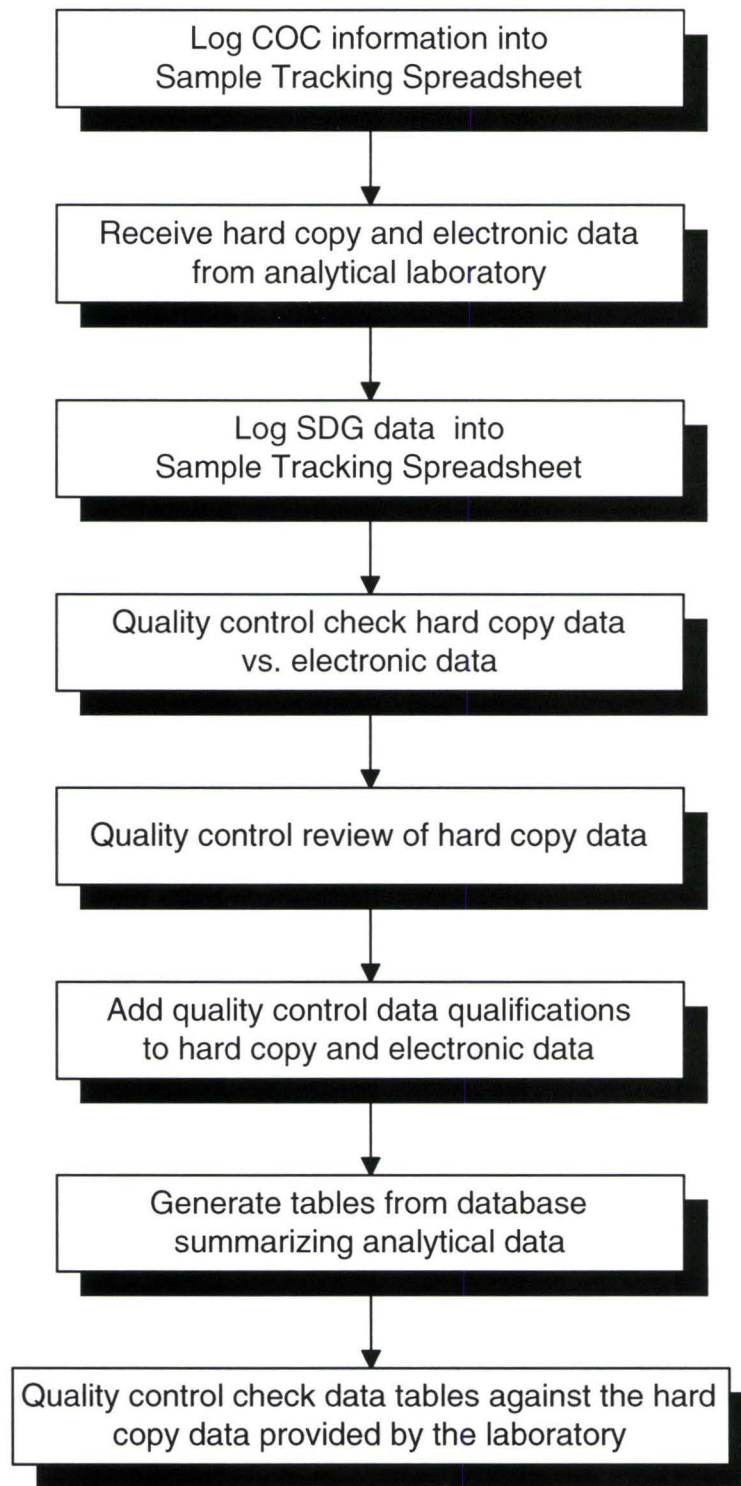 Log COC information into
Sample Tracking Spreadsheet
Receive hard copy and electronic data
from analytical laboratory
Log SDG data into
Sample Tracking Spreadsheet
Quality control check hard copy data
vs. electronic data
Quality control review of hard copy data
Add quality control data qualifications
to hard copy and electronic data
Generate tables from database
summarizing analytical data
Quality control check data tables against the hard
copy data provided by the laboratory